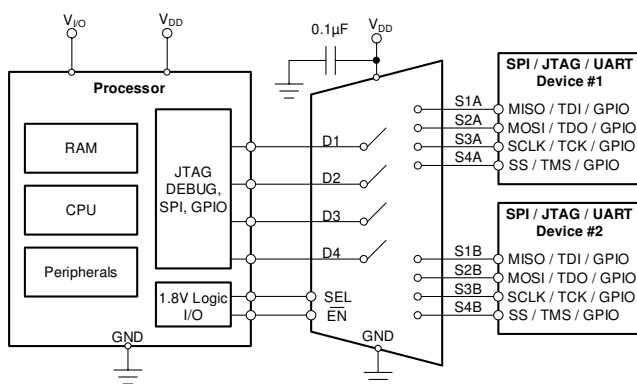 V_I/O
V_DD
Processor
RAM
CPU
Peripherals
JTAG
DEBUG,
SPI, GPIO
1.8V Logic
I/O
GND
0.1µF
V_DD
D1
D2
D3
D4
SEL
E̅N̅
GND
S1A
S2A
S3A
S4A
S1B
S2B
S3B
S4B
SPI / JTAG / UART
Device #1
MISO / TDI / GPIO
MOSI / TDO / GPIO
SCLK / TCK / GPIO
SS / TMS / GPIO
SPI / JTAG / UART
Device #2
MISO / TDI / GPIO
MOSI / TDO / GPIO
SCLK / TCK / GPIO
SS / TMS / GPIO